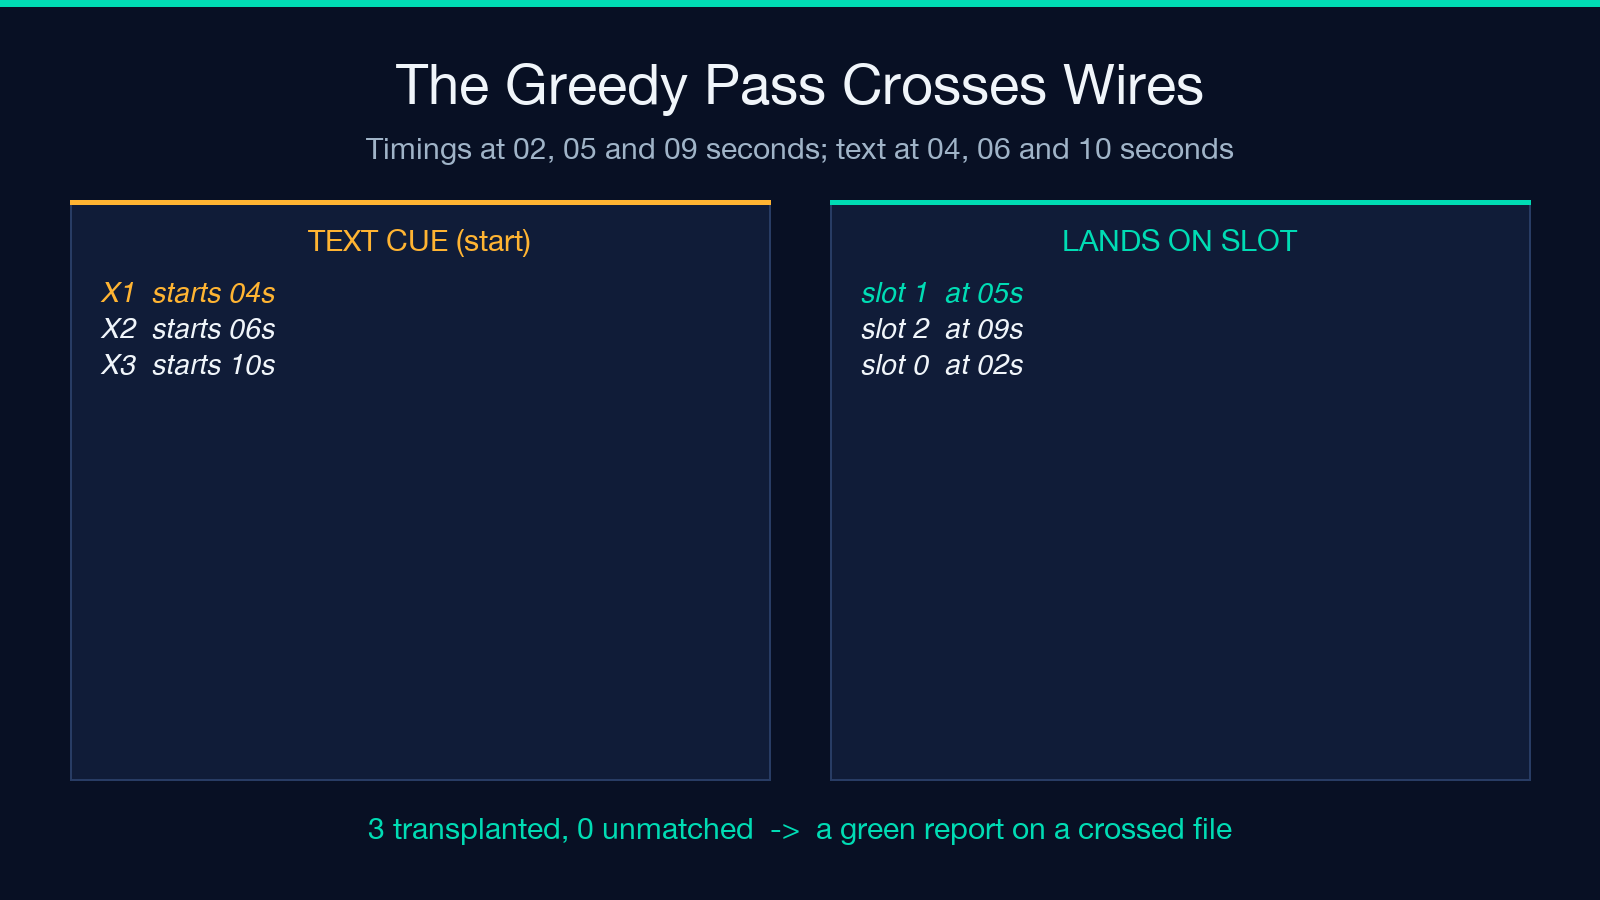 The Greedy Pass Crosses Wires
Timings at 02, 05 and 09 seconds; text at 04, 06 and 10 seconds
TEXT CUE (start)
X1 starts 04s
X2 starts 06s
X3 starts 10s
LANDS ON SLOT
slot 1 at 05s
slot 2 at 09s
slot 0 at 02s
3 transplanted, 0 unmatched -> a green report on a crossed file